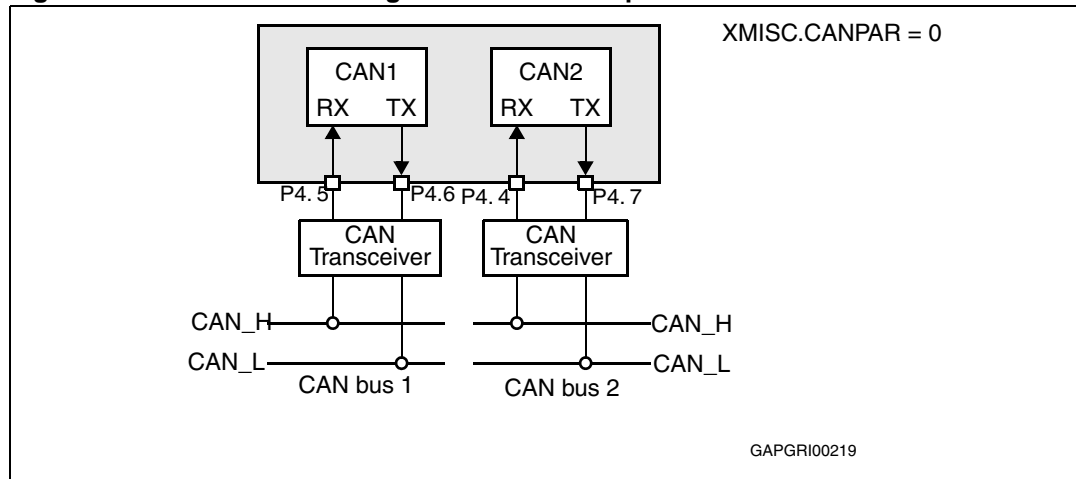 XMISC.CANPAR = 0
CAN1 CAN2
RX TX RX TX
P4. 5 P4.6 P4. 4 P4. 7
CAN Transceiver CAN Transceiver
CAN_H CAN_H
CAN_L CAN_L
CAN bus 1 CAN bus 2
GAPGRI00219